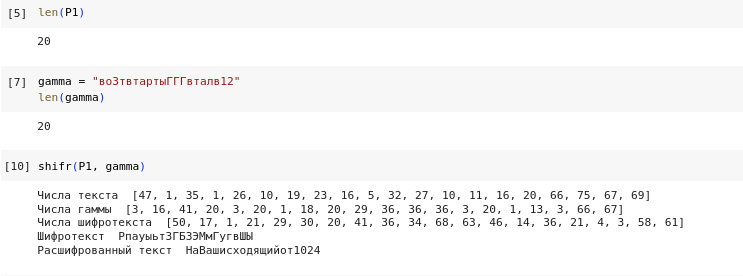 [5] len(P1)
20
[7] gamma = "воЗтвтартыГГГвталв12"
len(gamma)
20
[10] shifr(P1, gamma)
Числа текста  [47, 1, 35, 1, 26, 10, 19, 23, 16, 5, 32, 27, 10, 11, 16, 20, 66, 75, 67, 69]
Числа гаммы  [3, 16, 41, 20, 3, 20, 1, 18, 20, 29, 36, 36, 36, 3, 20, 1, 13, 3, 66, 67]
Числа шифротекста  [50, 17, 1, 21, 29, 30, 20, 41, 36, 34, 68, 63, 46, 14, 36, 21, 4, 3, 58, 61]
Шифротекст  РпауыьтЗГБ3ЭМмГугвШЫ
Расшифрованный текст  НаВашисходящийот1024